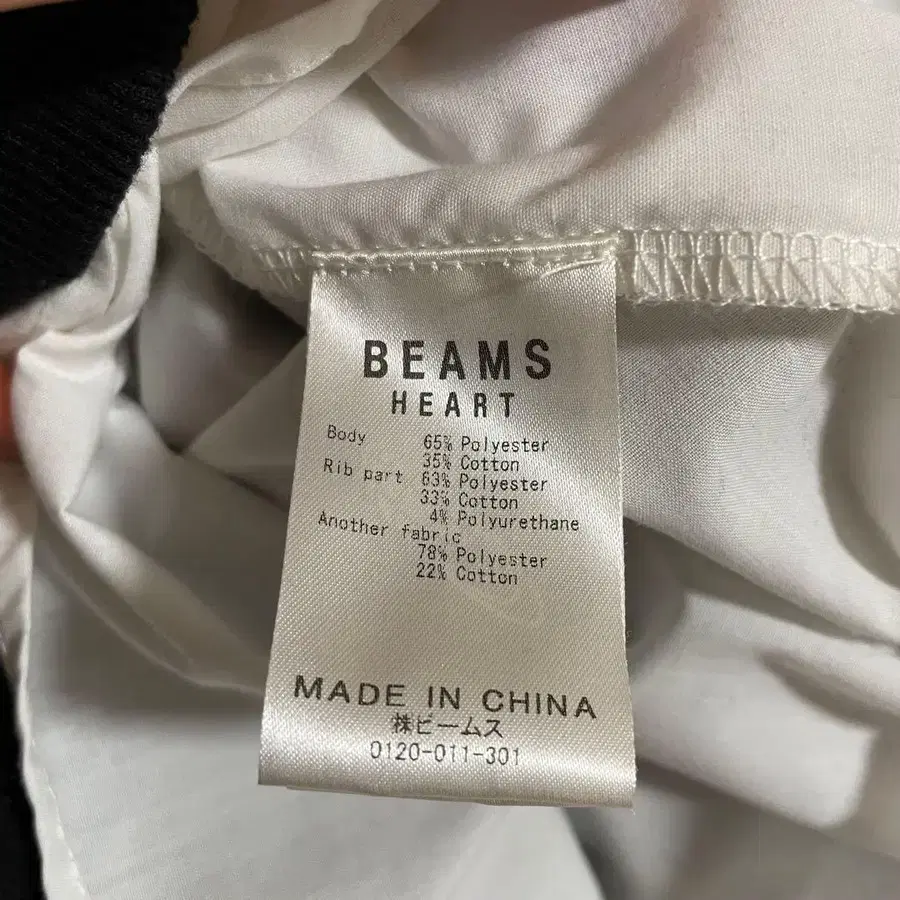 BEAMS
HEART
Body 65% Polyester
35% Cotton
Rib part 63% Polyester
33% Cotton
4% Polyurethane
Another fabric
78% Polyester
22% Cotton
MADE IN CHINA
株ビームス
0120-011-301